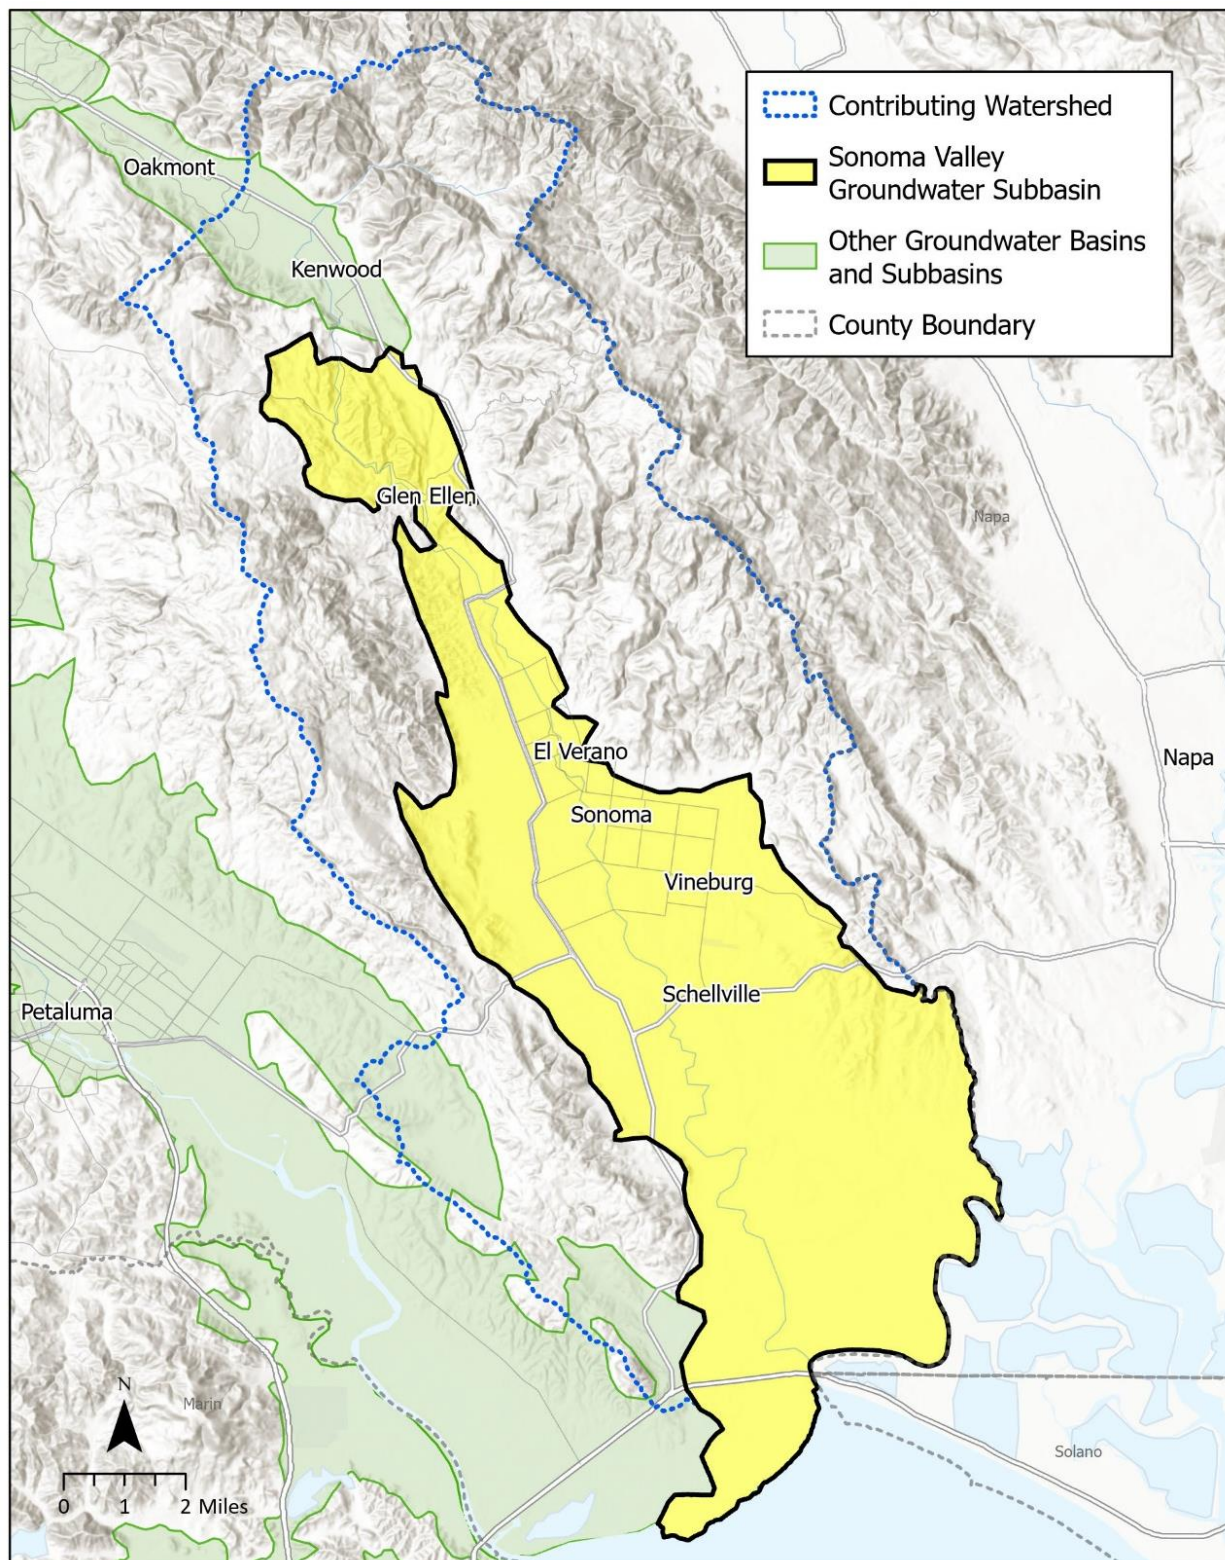 Contributing Watershed
Sonoma Valley
Groundwater Subbasin
Other Groundwater Basins
and Subbasins
County Boundary
Oakmont
Kenwood
Glen Ellen
Napa
El Verano
Napa
Sonoma
Vineburg
Schellville
Petaluma
N
Marin
Solano
0 1 2 Miles